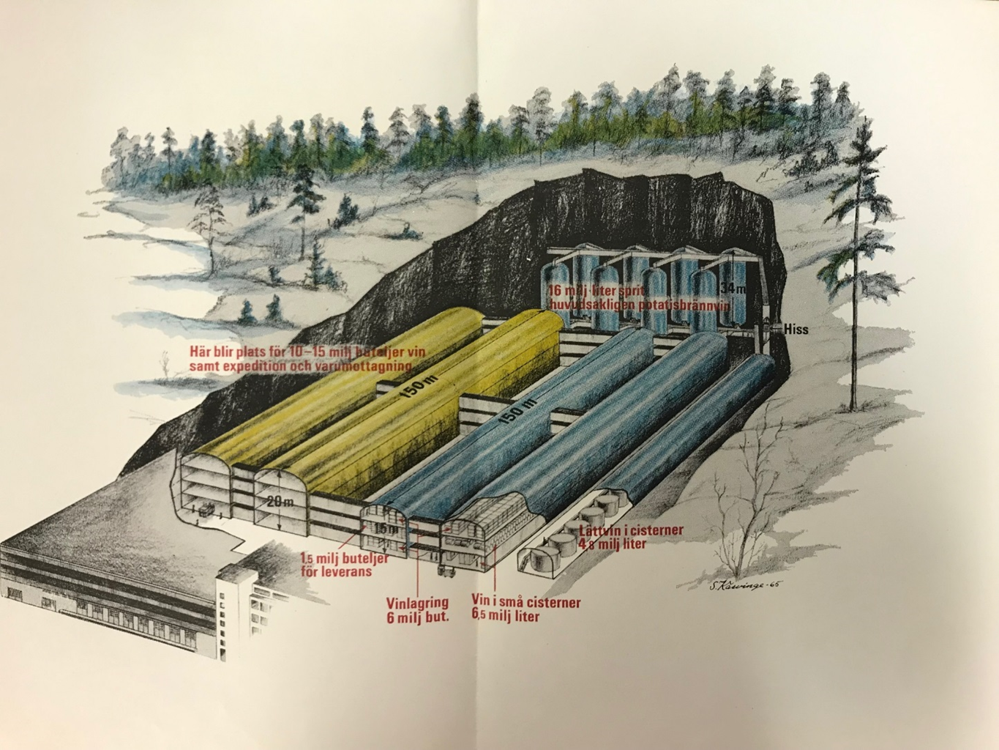 16 milj liter sprit
huvudsakligen potatisbrännvin
34 m
Hiss
Här blir plats för 10–15 milj buteljer vin
samt expedition och varumottagning
150 m
150 m
20 m
15 m
1,5 milj buteljer
för leverans
Lättvin i cisterner
4,8 milj liter
Vinlagring
6 milj but.
Vin i små cisterner
6,5 milj liter
S. Kärvinge -65